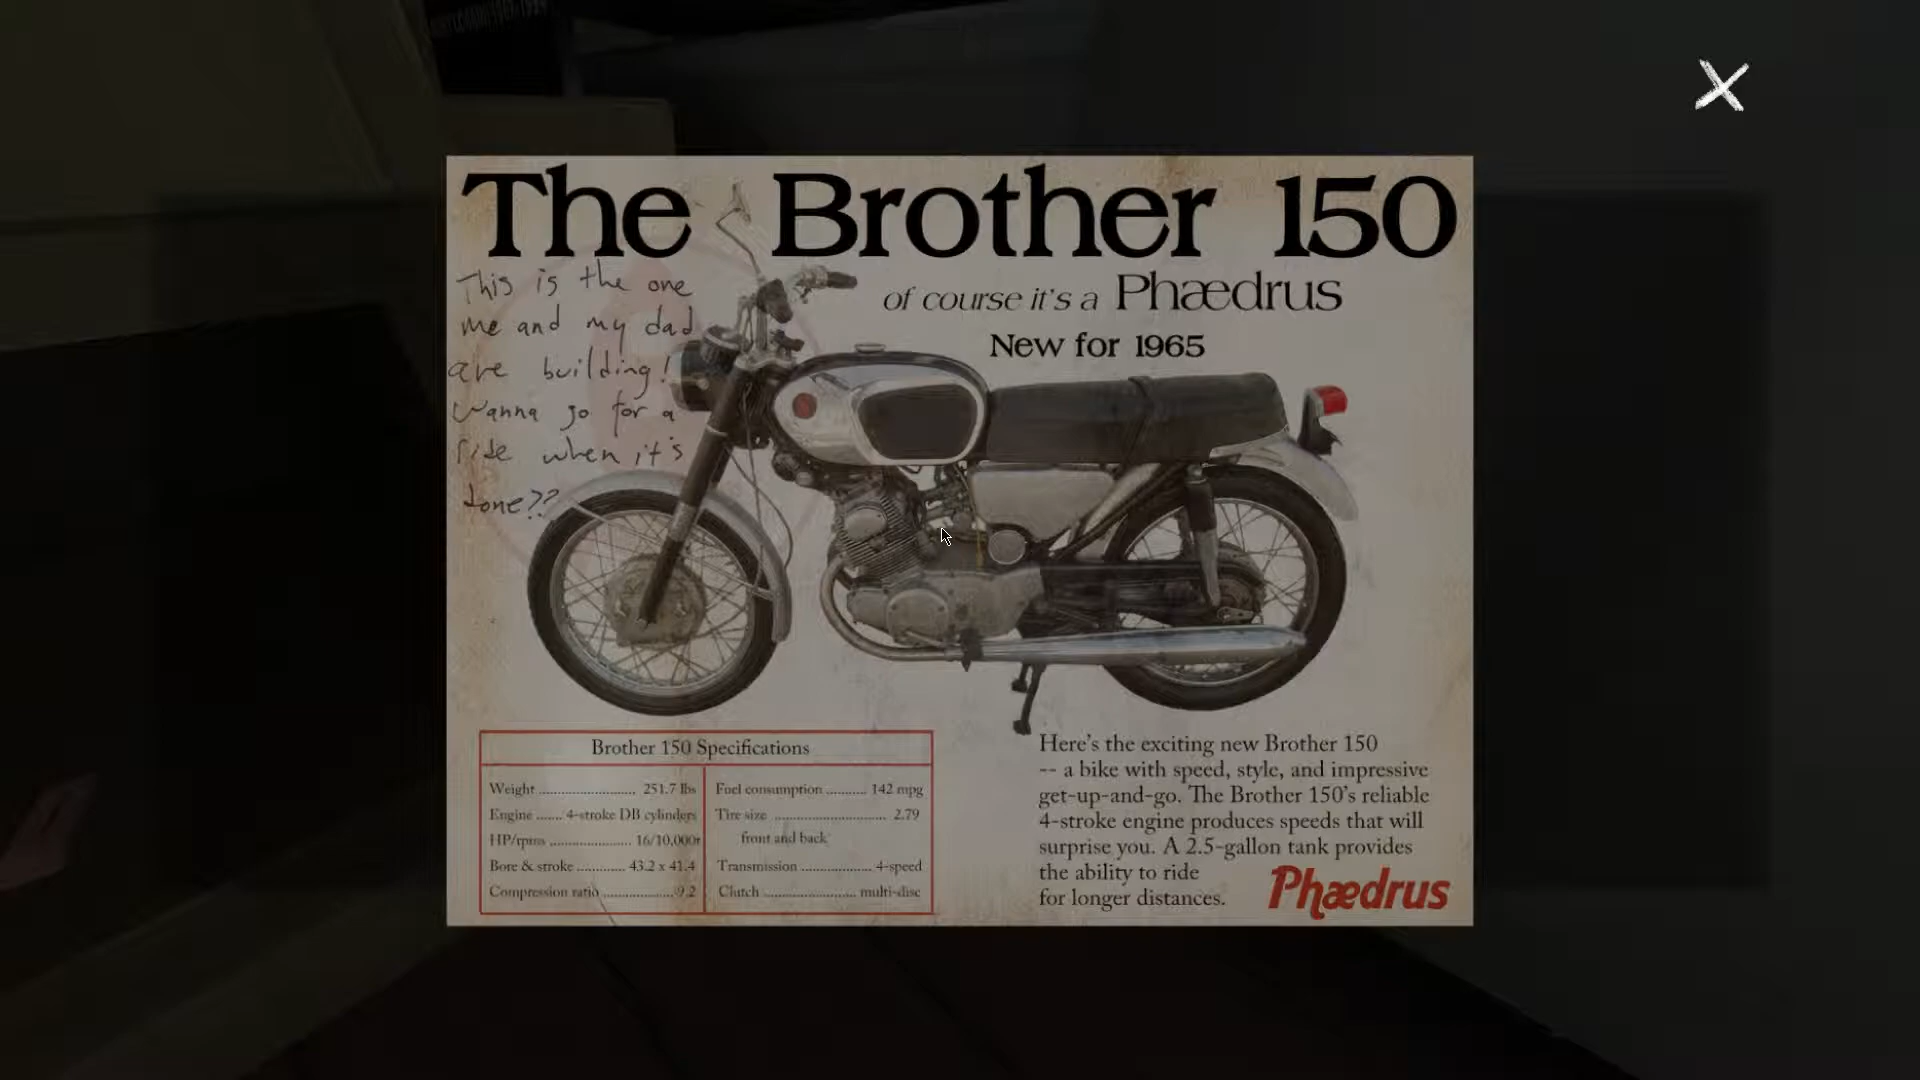 The Brother 150
of course it's a Phædrus
New for 1965
This is the one
me and my dad
are building!
Wanna go for a
ride when it's
done??
Brother 150 Specifications
Weight ........................ 251.7 lbs
Engine ....... 4-stroke DB cylinders
HP/rpms ..................... 16/10,000r
Bore & stroke ............ 43.2 x 41.4
Compression ratio .................. 9.2
Fuel consumption .......... 142 mpg
Tire size ............................ 2.79
front and back
Transmission .................. 4-speed
Clutch ....................... multi-disc
Here's the exciting new Brother 150
-- a bike with speed, style, and impressive
get-up-and-go. The Brother 150's reliable
4-stroke engine produces speeds that will
surprise you. A 2.5-gallon tank provides
the ability to ride
for longer distances.
Phædrus